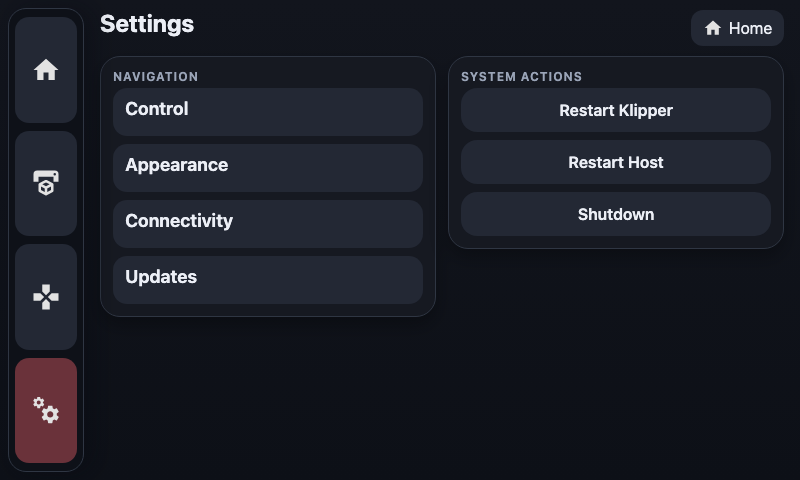 Settings
Home
NAVIGATION
Control
Appearance
Connectivity
Updates
SYSTEM ACTIONS
Restart Klipper
Restart Host
Shutdown